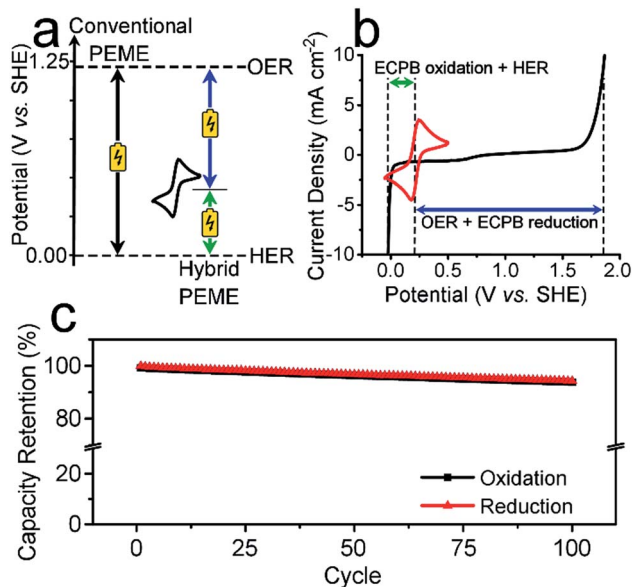 a
Conventional
PEME
1.25
OER
Potential (V vs. SHE)
0.00
HER
Hybrid
PEME
b
10
ECPB oxidation + HER
5
0
-5
OER + ECPB reduction
-10
Current Density (mA cm-2)
0.0 0.5 1.0 1.5 2.0
Potential (V vs. SHE)
c
Capacity Retention (%)
100
80
20
0
Oxidation
Reduction
0 25 50 75 100
Cycle